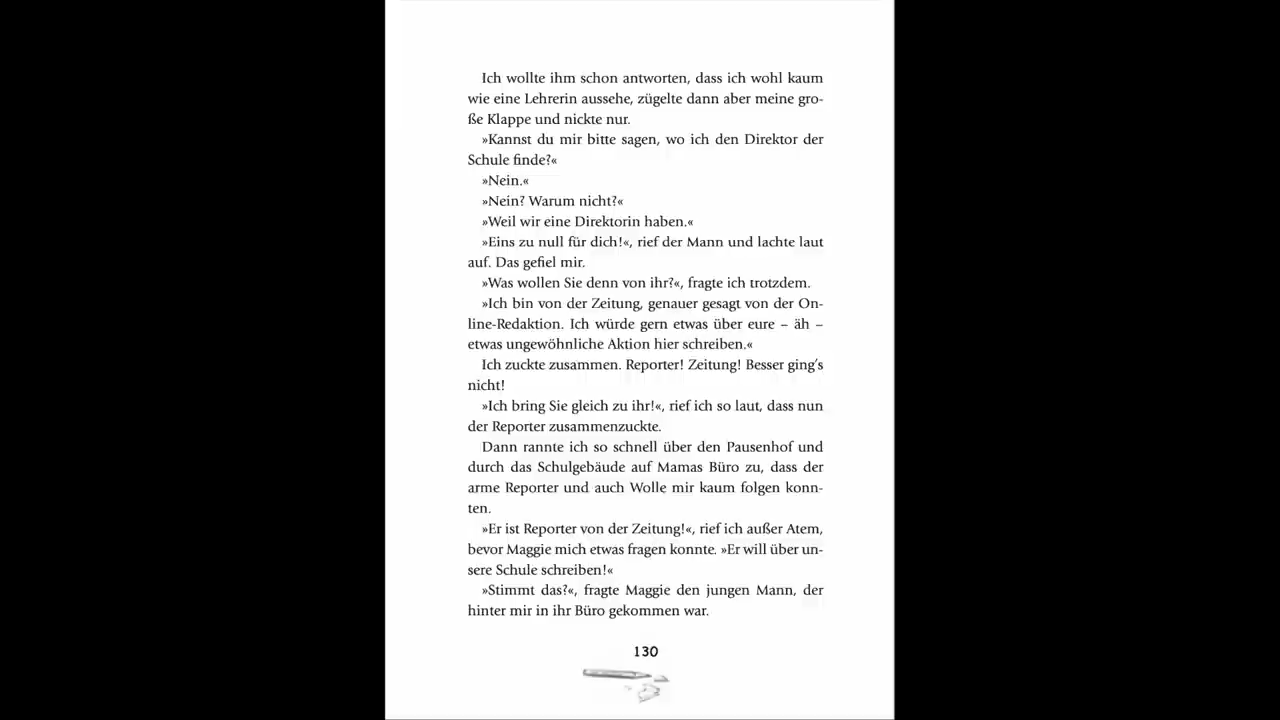 Ich wollte ihm schon antworten, dass ich wohl kaum
wie eine Lehrerin aussehe, zügelte dann aber meine gro-
ße Klappe und nickte nur.
»Kannst du mir bitte sagen, wo ich den Direktor der
Schule finde?«
»Nein.«
»Nein? Warum nicht?«
»Weil wir eine Direktorin haben.«
»Eins zu null für dich!«, rief der Mann und lachte laut
auf. Das gefiel mir.
»Was wollen Sie denn von ihr?«, fragte ich trotzdem.
»Ich bin von der Zeitung, genauer gesagt von der On-
line-Redaktion. Ich würde gern etwas über eure – äh –
etwas ungewöhnliche Aktion hier schreiben.«
Ich zuckte zusammen. Reporter! Zeitung! Besser ging’s
nicht!
»Ich bring Sie gleich zu ihr!«, rief ich so laut, dass nun
der Reporter zusammenzuckte.
Dann rannte ich so schnell über den Pausenhof und
durch das Schulgebäude auf Mamas Büro zu, dass der
arme Reporter und auch Wolle mir kaum folgen konn-
ten.
»Er ist Reporter von der Zeitung!«, rief ich außer Atem,
bevor Maggie mich etwas fragen konnte. »Er will über un-
sere Schule schreiben!«
»Stimmt das?«, fragte Maggie den jungen Mann, der
hinter mir in ihr Büro gekommen war.
130